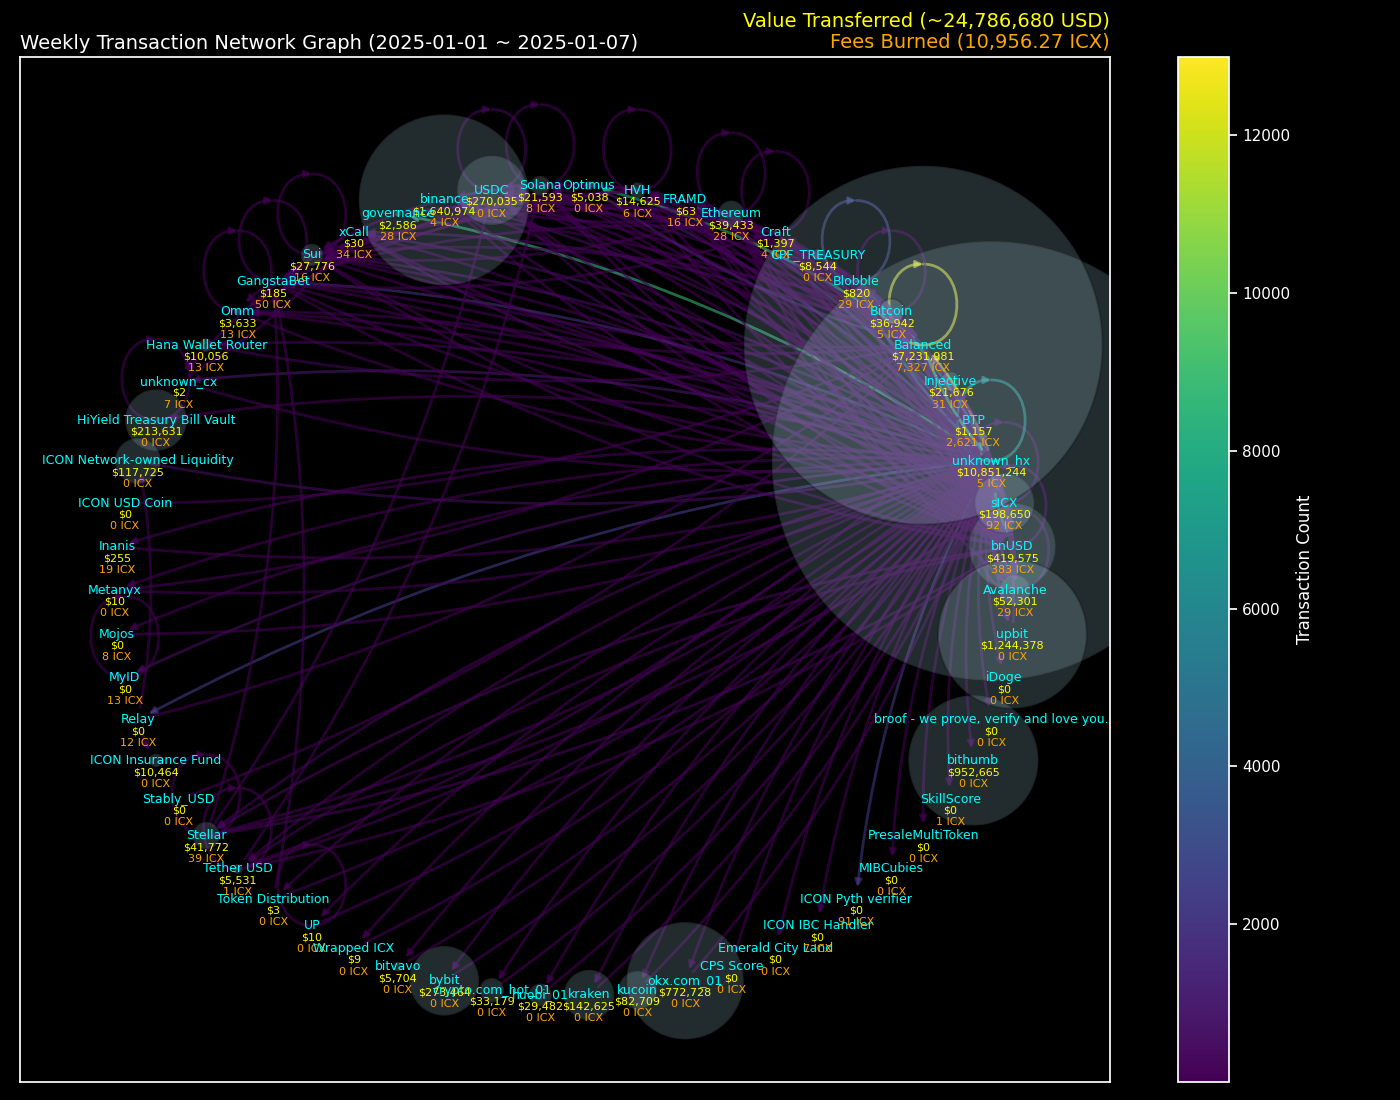 Value Transferred (~24,786,680 USD)
Weekly Transaction Network Graph (2025-01-01 ~ 2025-01-07)
Fees Burned (10,956.27 ICX)
USDC
$270,035
0 ICX
Solana
$21,593
8 ICX
Optimus
$5,038
0 ICX
HVH
$14,625
6 ICX
FRAMD
$63
16 ICX
Ethereum
$39,433
28 ICX
Craft
$1,397
CPF_TREASURY
$8,544
0 ICX
Blobble
$820
29 ICX
Bitcoin
$36,942
5 ICX
Balanced
$7,231,081
7,327 ICX
Injective
$21,676
31 ICX
BTP
$1,157
2,621 ICX
unknown_hx
$10,851,244
5 ICX
sICX
$198,650
92 ICX
bnUSD
$419,575
383 ICX
Avalanche
$52,301
29 ICX
upbit
$1,244,378
0 ICX
iDoge
$0
0 ICX
broof - we prove, verify and love you.
$0
0 ICX
bithumb
$952,665
0 ICX
SkillScore
$0
1 ICX
PresaleMultiToken
$0
0 ICX
MIBCubies
$0
0 ICX
ICON Pyth verifier
$0
91 ICX
ICON IBC Handler
$0
Emerald City Land
$0
0 ICX
CPS Score
$0
0 ICX
okx.com_01
$772,728
0 ICX
kucoin
$82,709
0 ICX
kraken
$142,625
0 ICX
huobi_01
$29,482
0 ICX
crypto.com_hot_01
$33,179
0 ICX
bybit
$273,464
0 ICX
bitvavo
$5,704
0 ICX
Wrapped ICX
$9
0 ICX
UP
$10
0 ICX
Token Distribution
$3
0 ICX
Tether USD
$5,531
1 ICX
Stellar
$41,772
39 ICX
Stably_USD
$0
0 ICX
ICON Insurance Fund
$10,464
0 ICX
Relay
$0
12 ICX
MyID
$0
13 ICX
Mojos
$0
8 ICX
Metanyx
$10
0 ICX
Inanis
$255
19 ICX
ICON USD Coin
$0
0 ICX
ICON Network-owned Liquidity
$117,725
0 ICX
HiYield Treasury Bill Vault
$213,631
0 ICX
unknown_cx
$2
7 ICX
Hana Wallet Router
$10,056
13 ICX
Omm
$3,633
13 ICX
GangstaBet
$185
50 ICX
Sui
$27,776
16 ICX
xCall
$30
34 ICX
governance
$2,586
28 ICX
binance
$1,640,974
4 ICX
12000
10000
8000
6000
4000
2000
Transaction Count